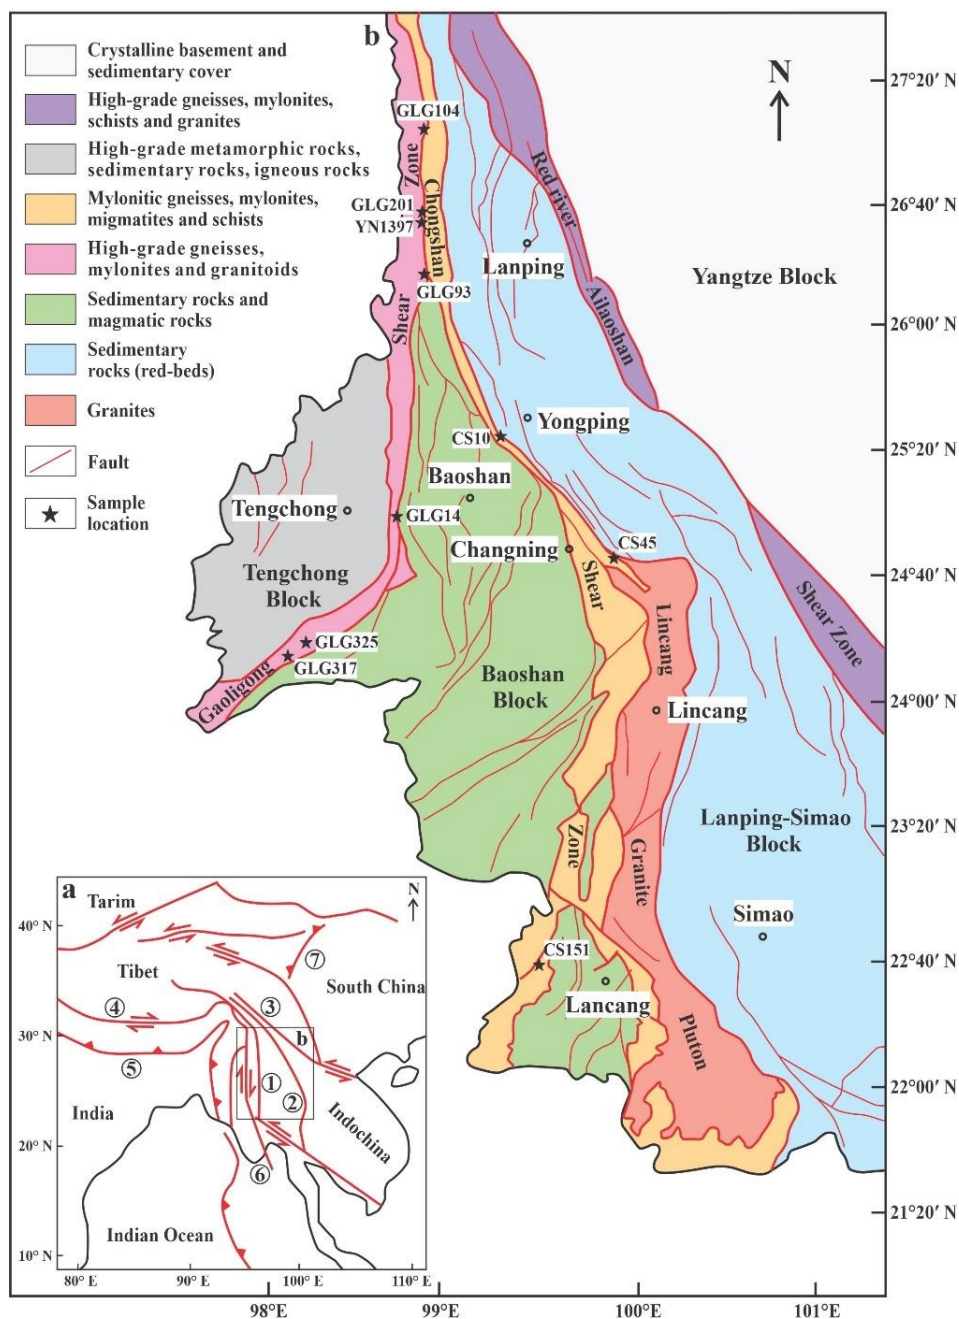 b
Crystalline basement and
sedimentary cover
High-grade gneisses, mylonites,
schists and granites
High-grade metamorphic rocks,
sedimentary rocks, igneous rocks
Mylonitic gneisses, mylonites,
migmatites and schists
High-grade gneisses,
mylonites and granitoids
Sedimentary rocks and
magmatic rocks
Sedimentary
rocks (red-beds)
Granites
Fault
Sample
location
N
27°20′ N
26°40′ N
26°00′ N
25°20′ N
24°40′ N
24°00′ N
23°20′ N
22°40′ N
22°00′ N
21°20′ N
98°E
99°E
100°E
101°E
GLG104
Zone
Chongshan
GLG201
YN1397
GLG93
Shear
Red river
Lanping
Ailaoshan
Yangtze Block
Yongping
CS10
Baoshan
Tengchong
GLG14
Changning
CS45
Tengchong
Block
Shear
Lincang
Shear Zone
GLG325
GLG317
Gaoligong
Baoshan
Block
Lincang
Lanping-Simao
Block
Zone
Granite
Simao
CS151
Lancang
Pluton
a
N
Tarim
40° N
Tibet
⑦
South China
④
③
30° N
b
⑤
①
②
India
Indochina
20° N
⑥
Indian Ocean
10° N
80° E
90° E
100° E
110° E